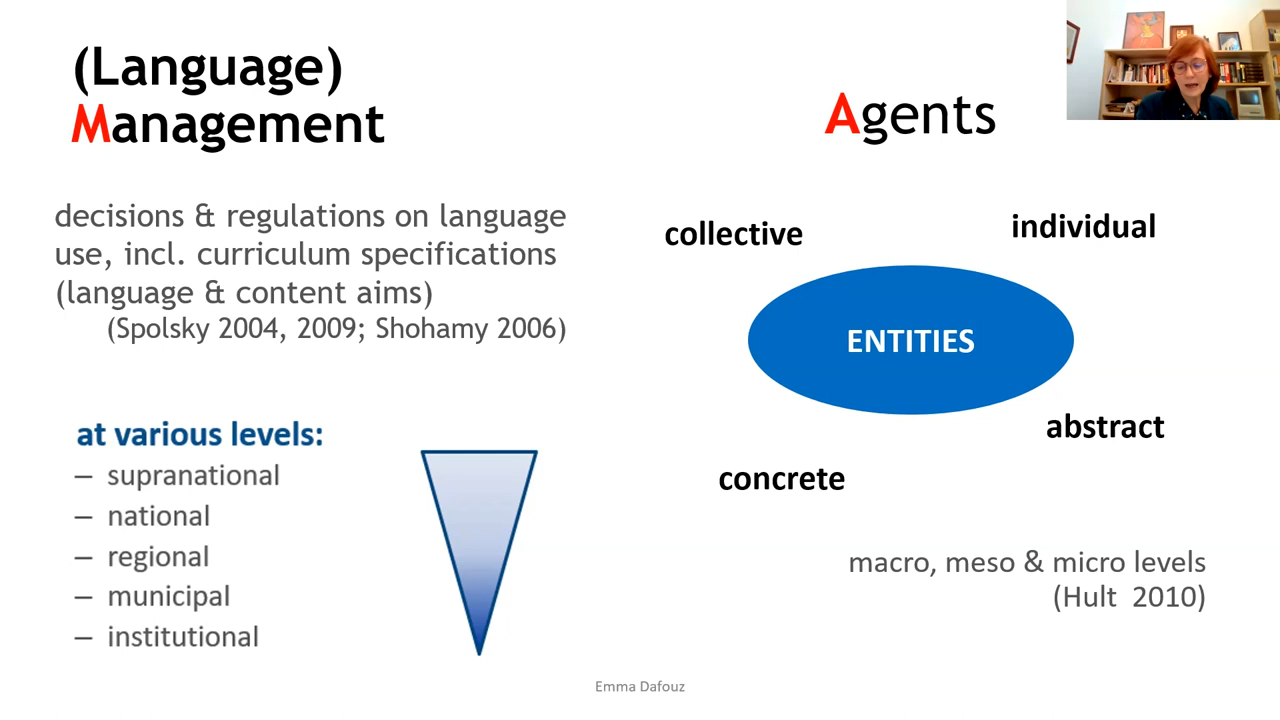 (Language)
Management
decisions & regulations on language
use, incl. curriculum specifications
(language & content aims)
(Spolsky 2004, 2009; Shohamy 2006)
at various levels:
– supranational
– national
– regional
– municipal
– institutional
Agents
collective
individual
ENTITIES
abstract
concrete
macro, meso & micro levels
(Hult 2010)
Emma Dafouz